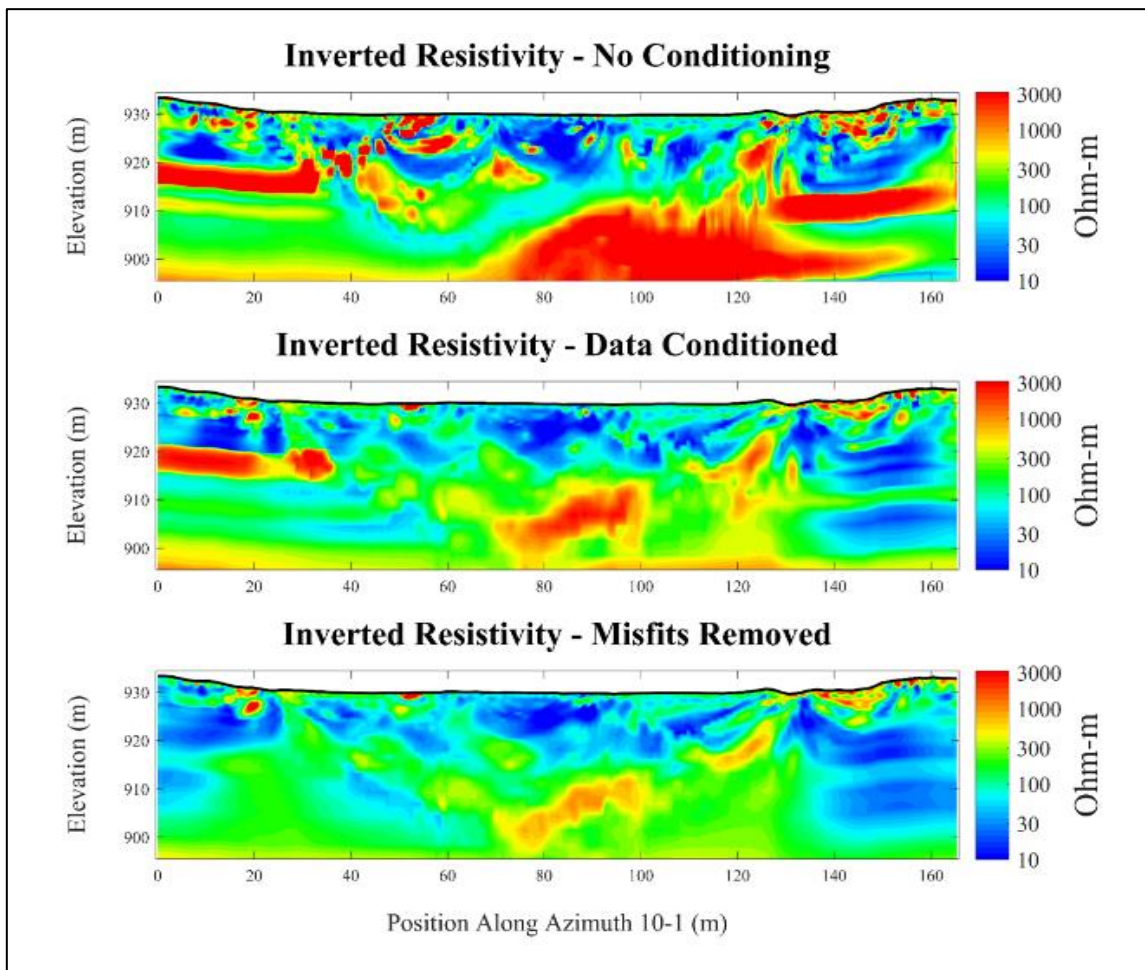 Inverted Resistivity - No Conditioning
Elevation (m)
930
920
910
900
0 20 40 60 80 100 120 140 160
3000
1000
300
100
30
10
Ohm-m
Inverted Resistivity - Data Conditioned
Elevation (m)
930
920
910
900
0 20 40 60 80 100 120 140 160
3000
1000
300
100
30
10
Ohm-m
Inverted Resistivity - Misfits Removed
Elevation (m)
930
920
910
900
0 20 40 60 80 100 120 140 160
3000
1000
300
100
30
10
Ohm-m
Position Along Azimuth 10-1 (m)